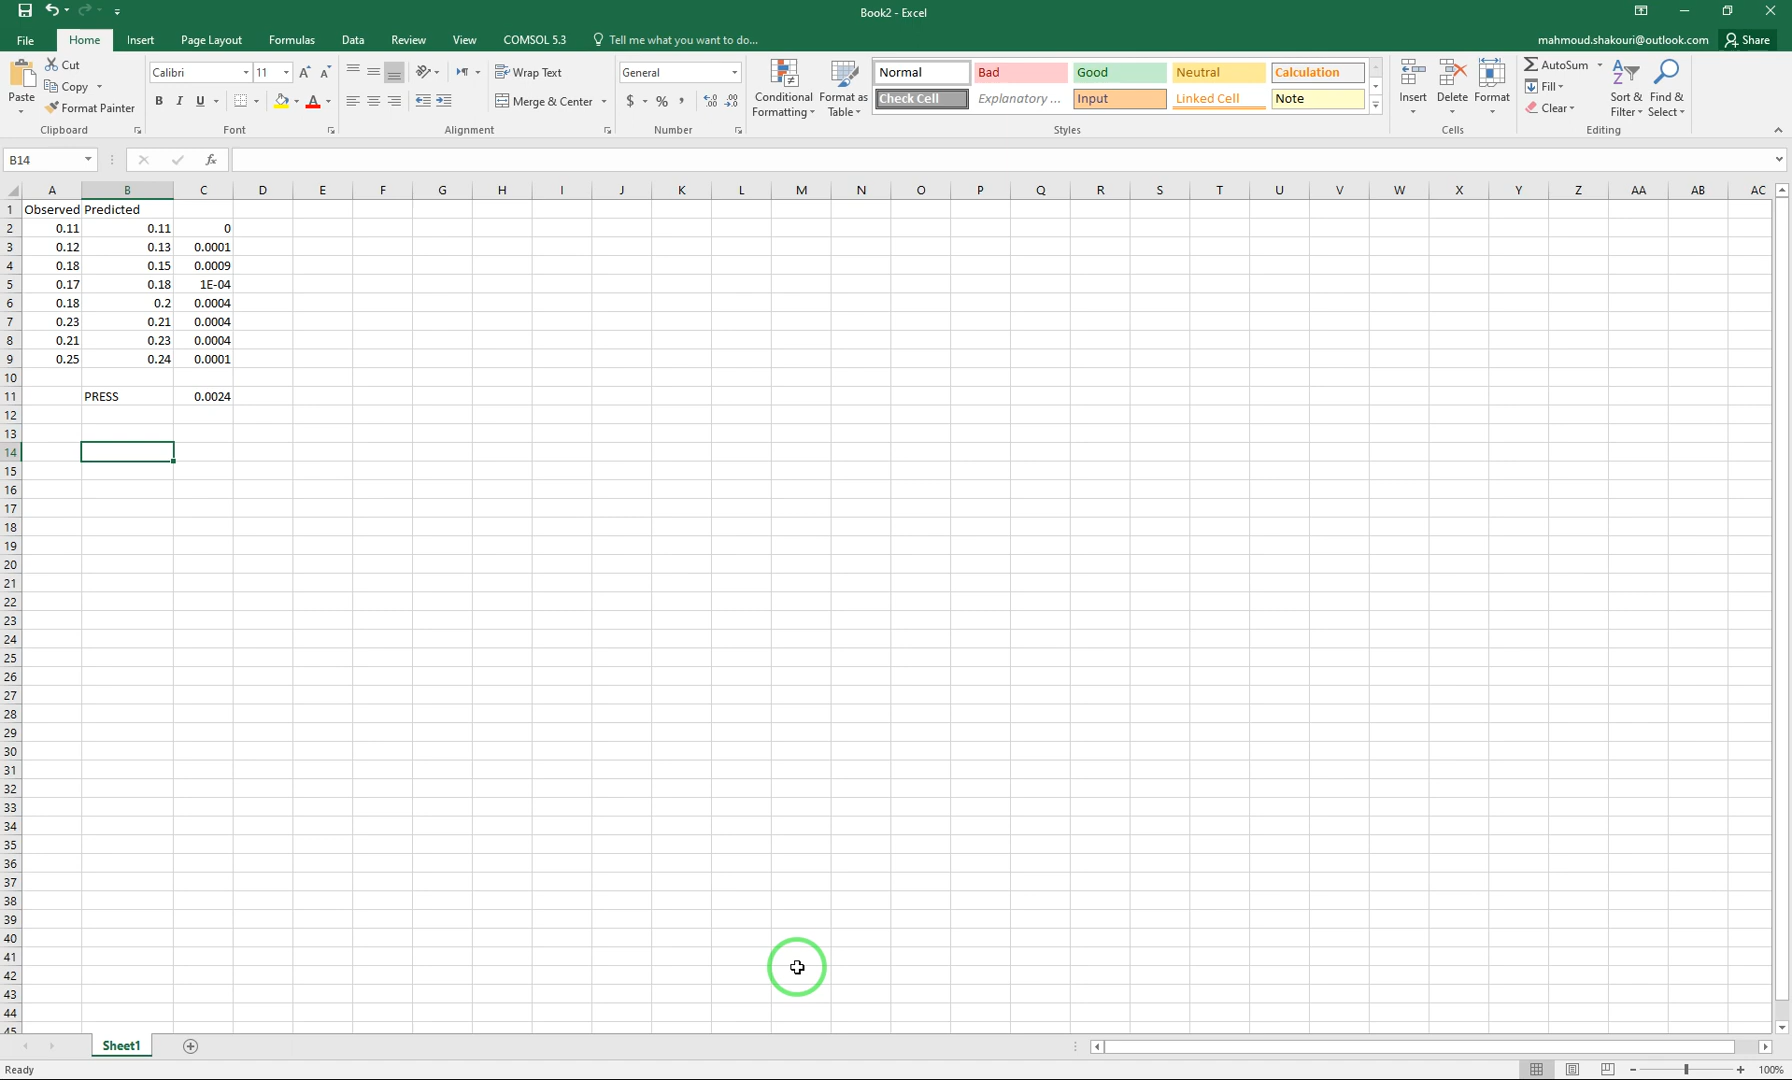 Book2 - Excel
File Home Insert Page Layout Formulas Data Review View COMSOL 5.3 Tell me what you want to do... mahmoud.shakouri@outlook.com Share
Paste Cut Copy Format Painter Clipboard
Calibri 11 B I U A Font
Wrap Text Merge & Center Alignment
General $ % , Number
Conditional Formatting Format as Table
Normal Bad Good Neutral Calculation
Check Cell Explanatory ... Input Linked Cell Note
Styles
Insert Delete Format Cells
AutoSum Fill Clear Sort & Filter Find & Select Editing
B14 fx
A B C D E F G H I J K L M N O P Q R S T U V W X Y Z AA AB AC
1 Observed Predicted
2 0.11 0.11 0
3 0.12 0.13 0.0001
4 0.18 0.15 0.0009
5 0.17 0.18 1E-04
6 0.18 0.2 0.0004
7 0.23 0.21 0.0004
8 0.21 0.23 0.0004
9 0.25 0.24 0.0001
10
11 PRESS 0.0024
12
13
14
15
16
17
18
19
20
21
22
23
24
25
26
27
28
29
30
31
32
33
34
35
36
37
38
39
40
41
42
43
44
45
Sheet1
Ready 100%